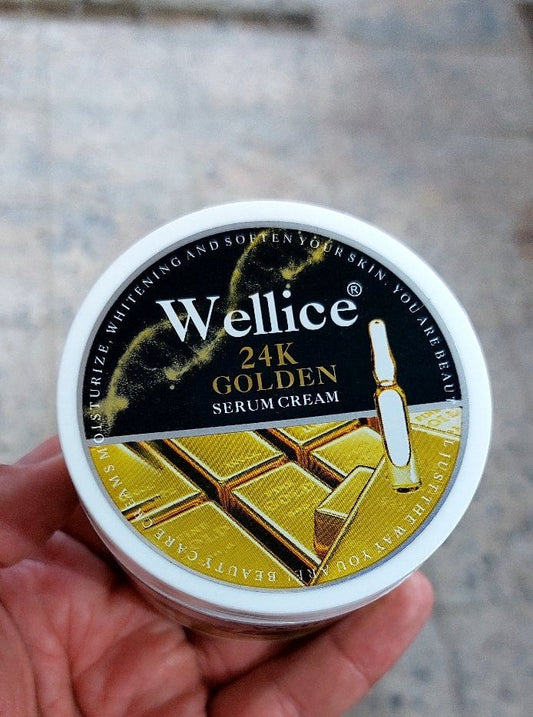 MOISTURIZE, WHITENING AND SOFTEN YOUR SKIN. YOU ARE
Wellice®
24K
GOLDEN
SERUM CREAM
JUST THE WAY YOU ARE! BEAUTY CARE